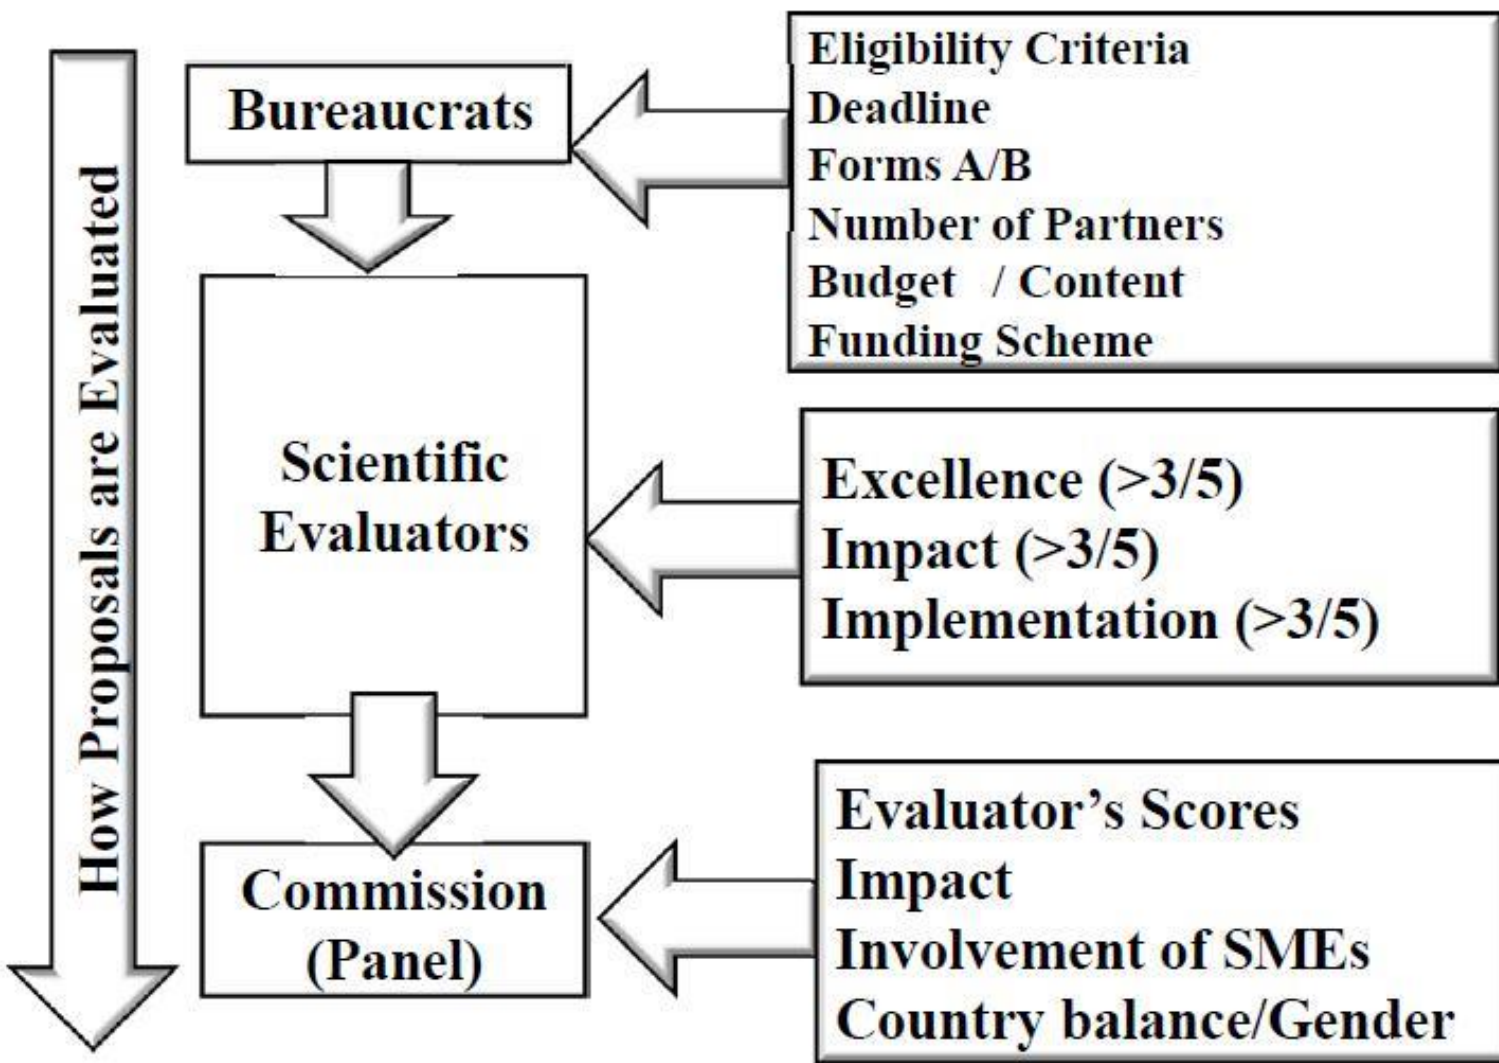 How Proposals are Evaluated
Bureaucrats
Eligibility Criteria
Deadline
Forms A/B
Number of Partners
Budget / Content
Funding Scheme
Scientific
Evaluators
Excellence (>3/5)
Impact (>3/5)
Implementation (>3/5)
Commission
(Panel)
Evaluator’s Scores
Impact
Involvement of SMEs
Country balance/Gender